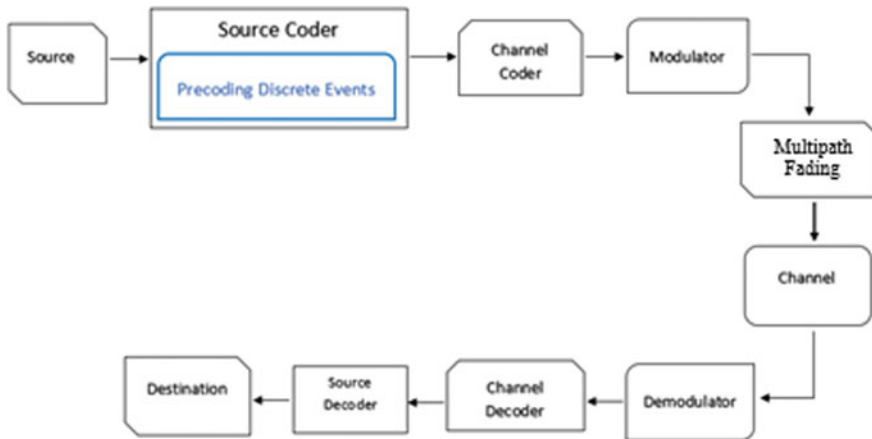 Source
Source Coder
Precoding Discrete Events
Channel
Coder
Modulator
Multipath
Fading
Channel
Demodulator
Channel
Decoder
Source
Decoder
Destination